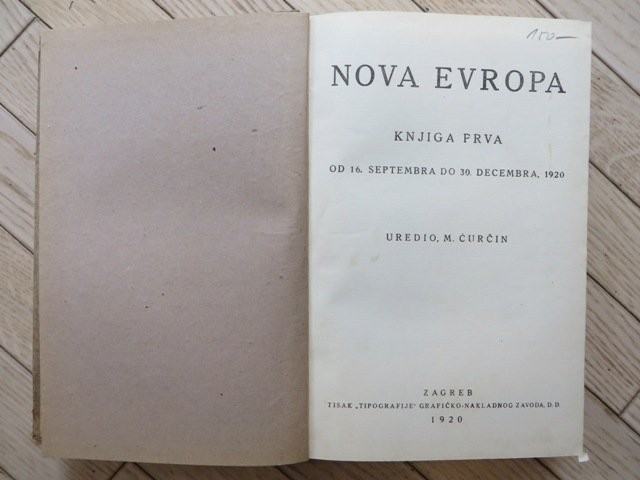 150-
NOVA EVROPA
KNJIGA PRVA
OD 16. SEPTEMBRA DO 30. DECEMBRA, 1920
UREDIO, M. ĆURČIN
ZAGREB
TISAK „TIPOGRAFIJE" GRAFIČKO-NAKLADNOG ZAVODA, D. D.
1920